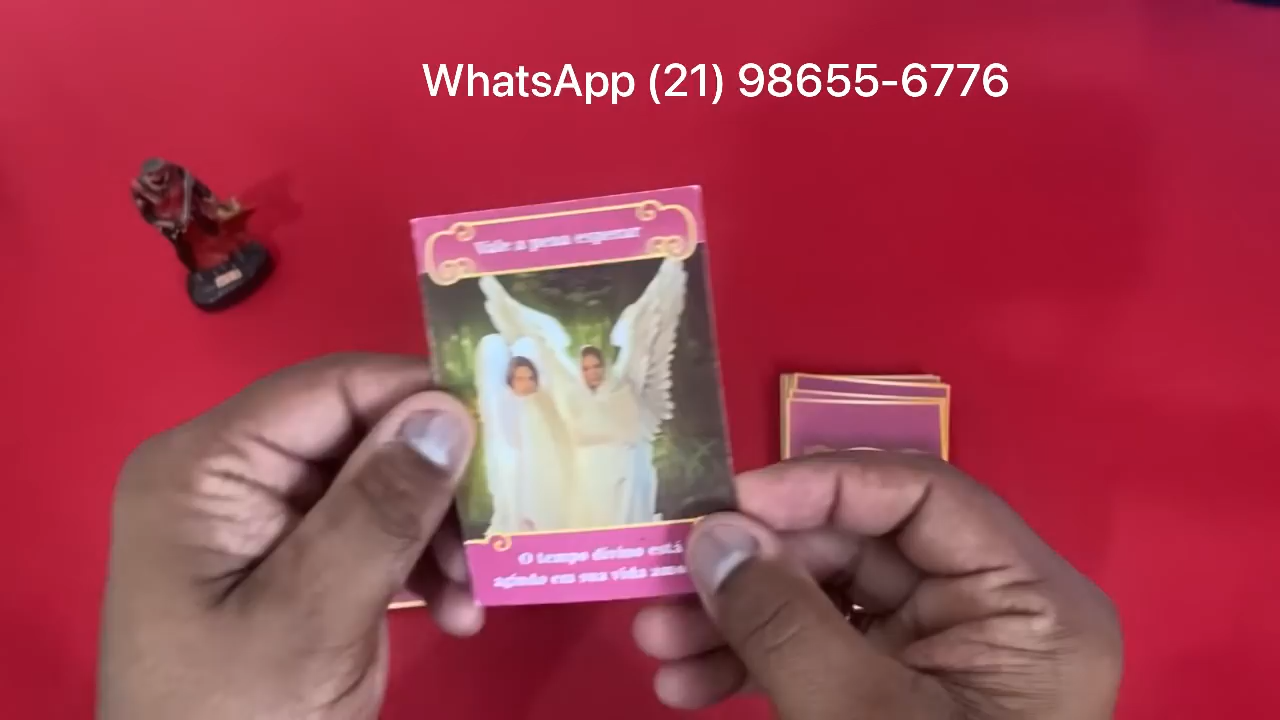 WhatsApp (21) 98655-6776
Vale a pena esperar
O tempo divino está
agindo em sua vida